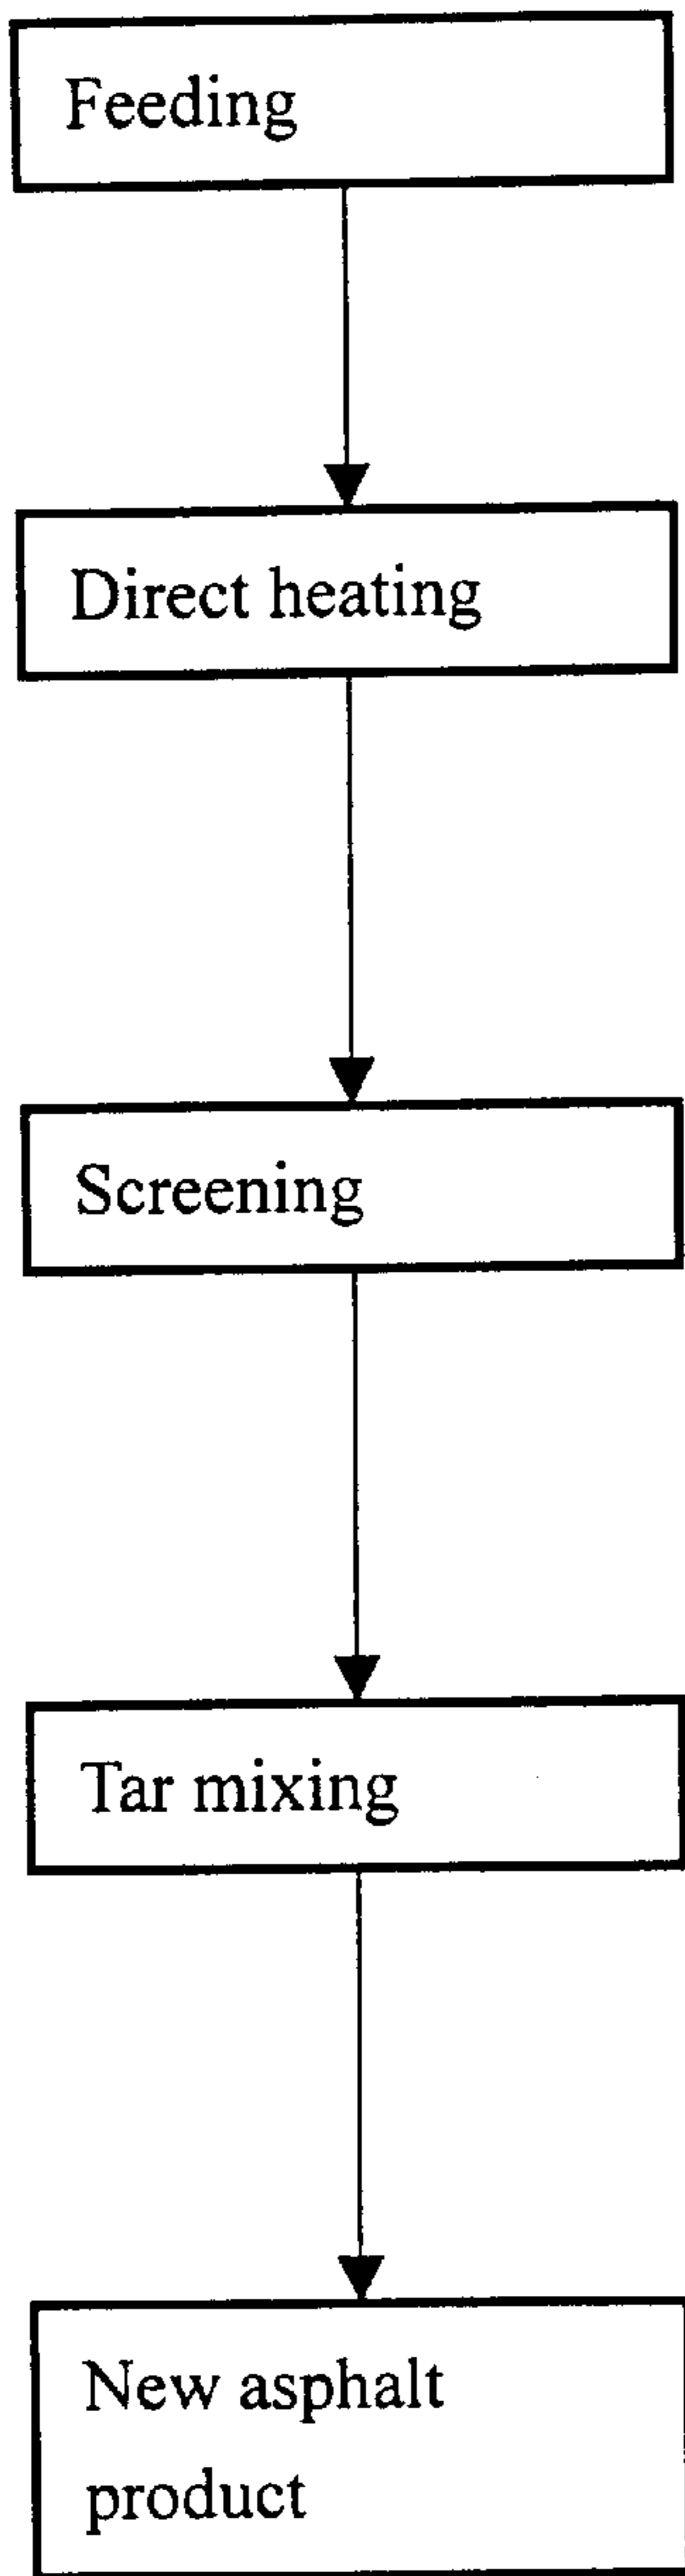 Feeding
Direct heating
Screening
Tar mixing
New asphalt
product